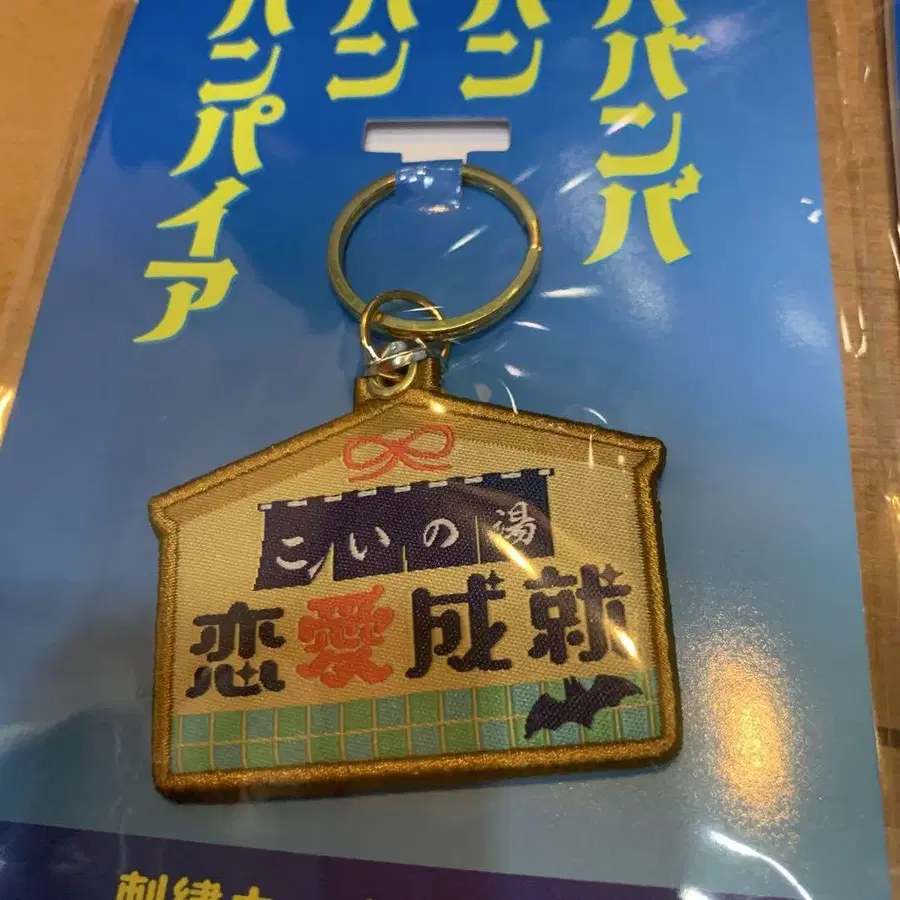 ババンバ
バン
バン
バンパイア
こいの湯
恋愛成就
刺繍